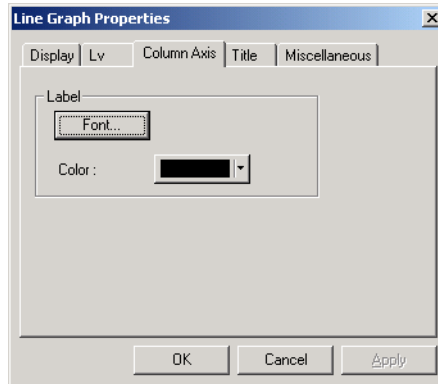 Line Graph Properties
Display Lv Column Axis Title Miscellaneous
Label
Font...
Color :
OK Cancel Apply